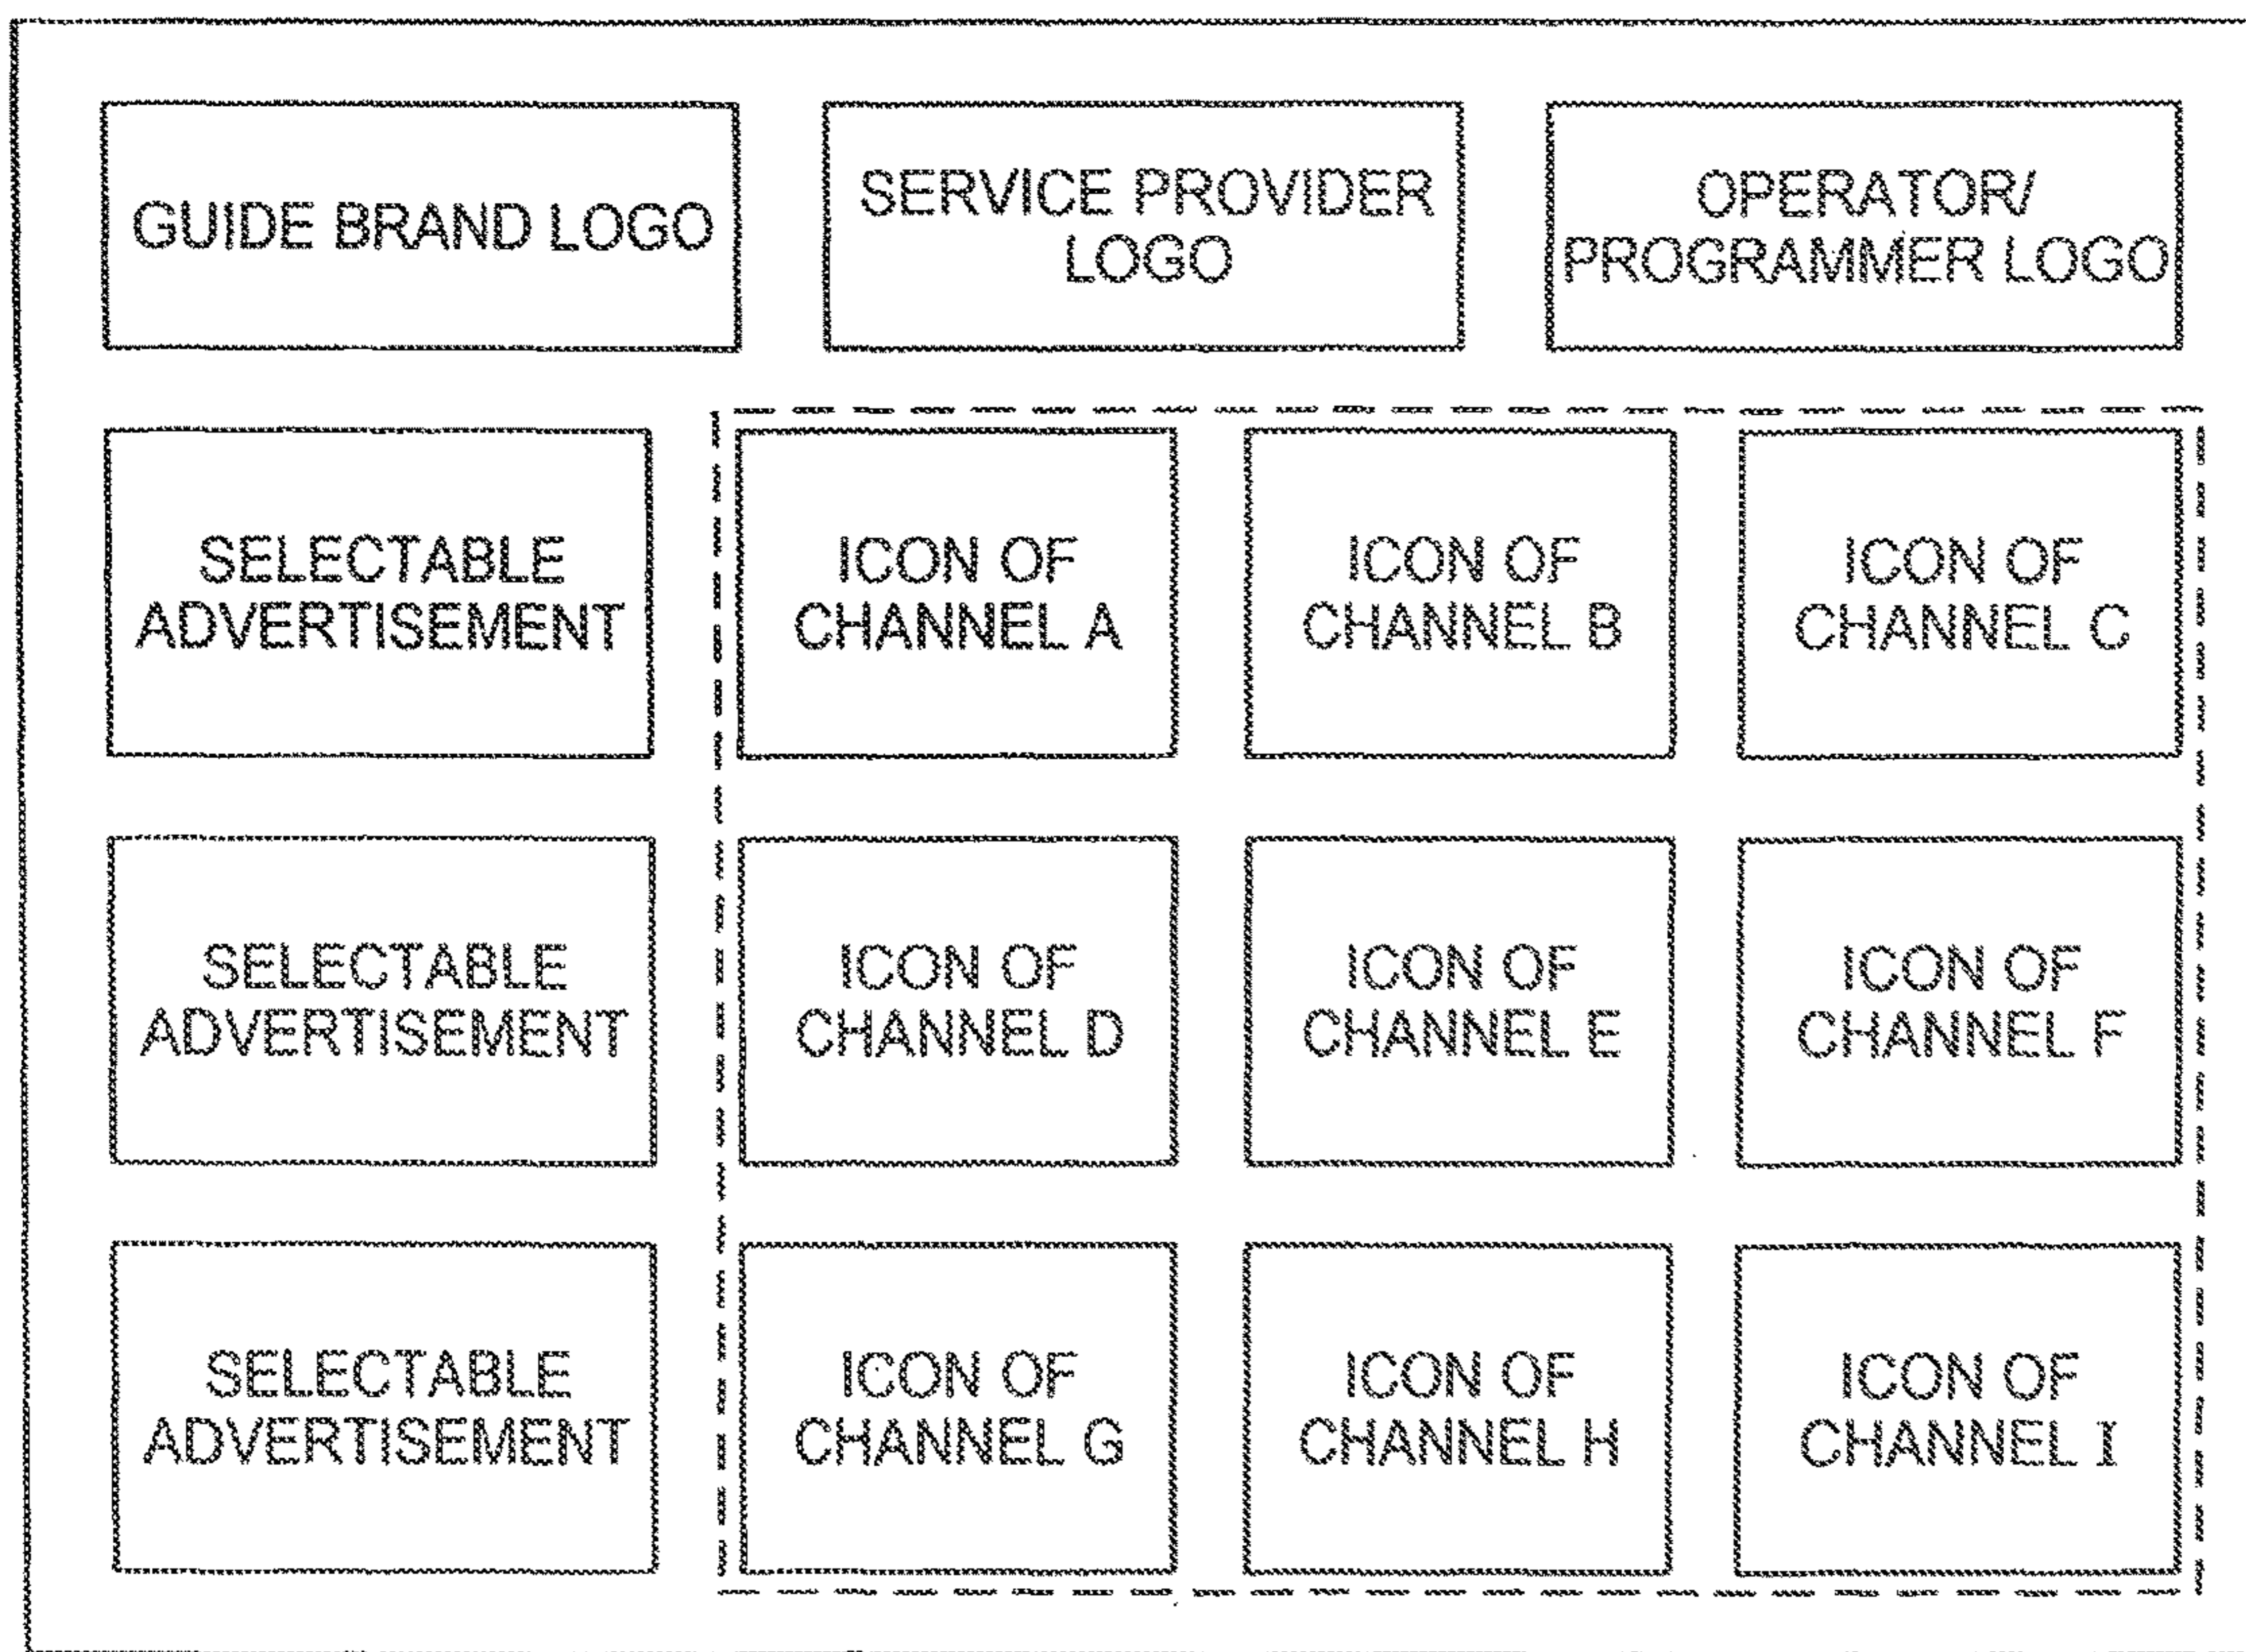 GUIDE BRAND LOGO
SERVICE PROVIDER
LOGO
OPERATOR/
PROGRAMMER LOGO
SELECTABLE
ADVERTISEMENT
ICON OF
CHANNEL A
ICON OF
CHANNEL B
ICON OF
CHANNEL C
SELECTABLE
ADVERTISEMENT
ICON OF
CHANNEL D
ICON OF
CHANNEL E
ICON OF
CHANNEL F
SELECTABLE
ADVERTISEMENT
ICON OF
CHANNEL G
ICON OF
CHANNEL H
ICON OF
CHANNEL I